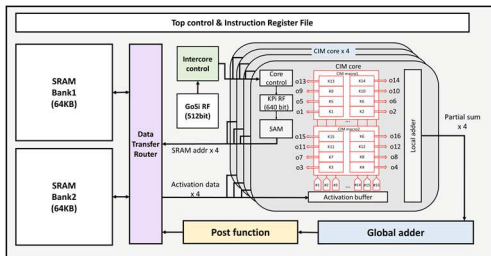 Top control & Instruction Register File
CIM core x 4
SRAM
Bank1
(64KB)
SRAM
Bank2
(64KB)
Data
Transfer
Router
Intercore
control
GoSi RF
(512bit)
SRAM addr x 4
Activation data
x 4
CIM core
Core
control
KPi RF
(640 bit)
SAM
CIM macro1
o13
o9
o5
o1
o14
o10
o6
o2
CIM macro2
o15
o11
o7
o3
o16
o12
o8
o4
...
Activation buffer
Local adder
Partial sum
x 4
Post function
Global adder